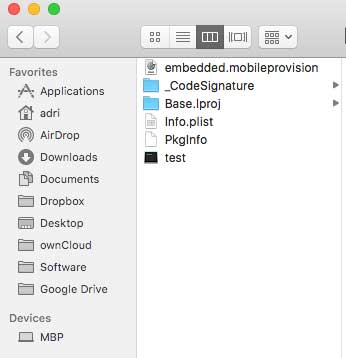 Favorites
Applications
adri
AirDrop
Downloads
Documents
Dropbox
Desktop
ownCloud
Software
Google Drive
Devices
MBP
embedded.mobileprovision
_CodeSignature
Base.lproj
Info.plist
PkgInfo
test